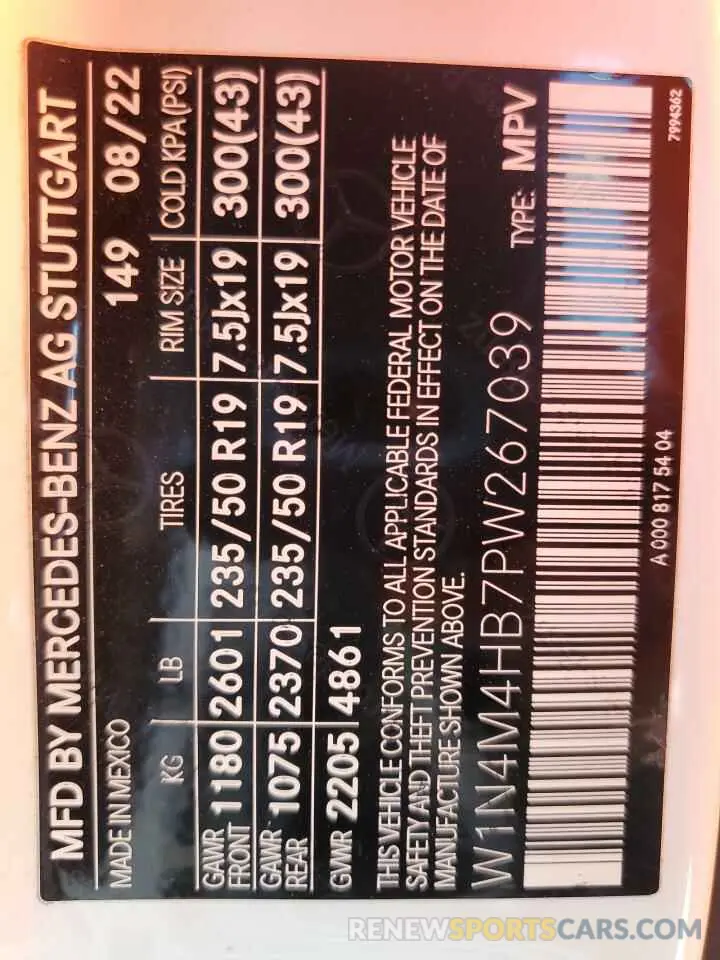 MFD BY MERCEDES-BENZ AG STUTTGART
MADE IN MEXICO 149 08/22
KG LB TIRES RIM SIZE COLD KPA(PSI)
GAWR FRONT 1180 2601 235/50 R19 7.5Jx19 300(43)
GAWR REAR 1075 2370 235/50 R19 7.5Jx19 300(43)
GVWR 2205 4861
THIS VEHICLE CONFORMS TO ALL APPLICABLE FEDERAL MOTOR VEHICLE
SAFETY AND THEFT PREVENTION STANDARDS IN EFFECT ON THE DATE OF
MANUFACTURE SHOWN ABOVE.
W1N4M4HB7PW267039 TYPE: MPV
A 000 817 54 04
7994362
RENEWSPORTSCARS.COM